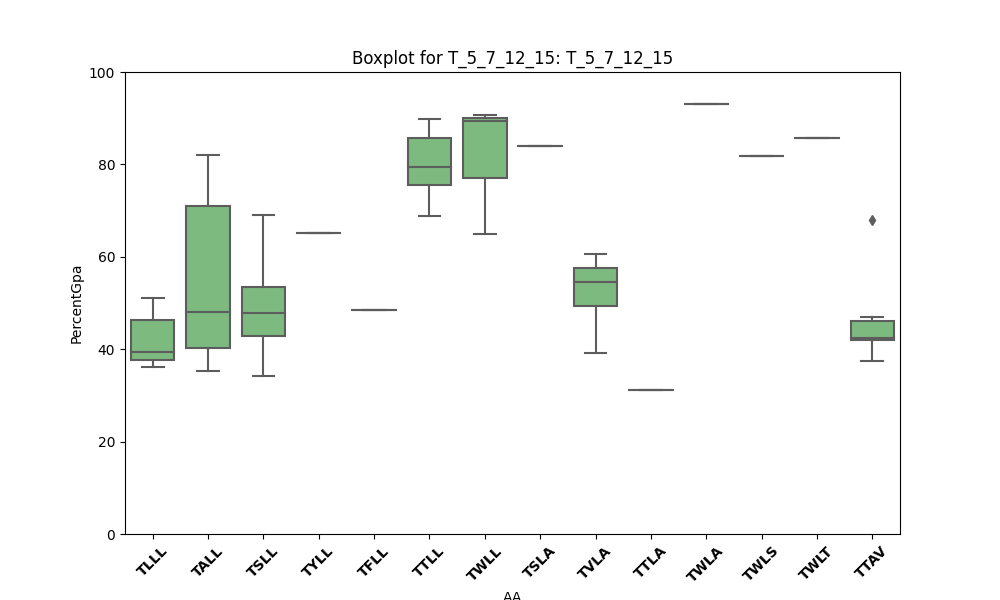 Boxplot for T_5_7_12_15: T_5_7_12_15
100
80
60
40
20
0
PercentGpa
TLLL
TALL
TSLL
TYLL
TFLL
TTLL
TWLL
TSLA
TVLA
TTLA
TWLA
TWLS
TWLT
TTAV
AA